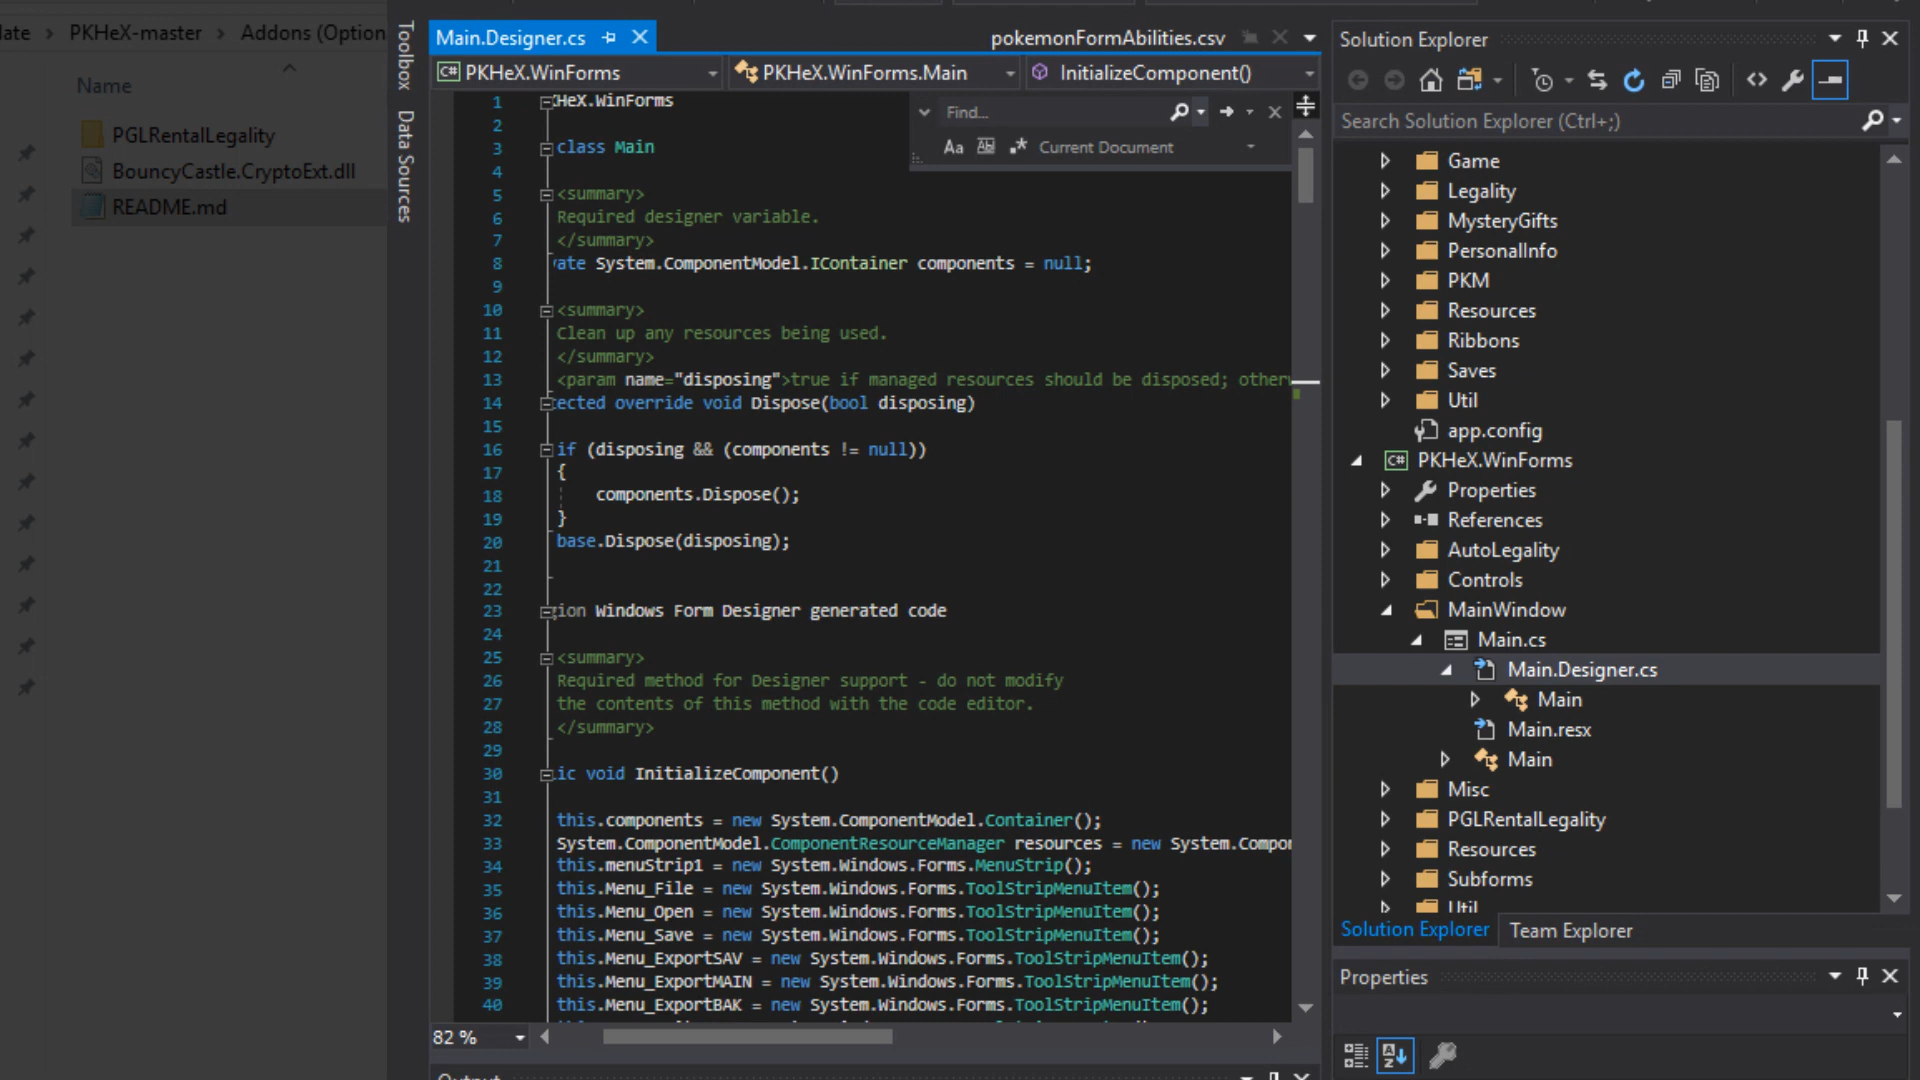 PKHeX-master > Addons (Option
Name
PGLRentalLegality
BouncyCastle.CryptoExt.dll
README.md
Toolbox
Data Sources
Main.Designer.cs
pokemonFormAbilities.csv
C# PKHeX.WinForms
PKHeX.WinForms.Main
InitializeComponent()
Find...
Aa Ab Current Document
1 HeX.WinForms
2
3 class Main
4
5 <summary>
6 Required designer variable.
7 </summary>
8 ate System.ComponentModel.IContainer components = null;
9
10 <summary>
11 Clean up any resources being used.
12 </summary>
13 <param name="disposing">true if managed resources should be disposed; other
14 ected override void Dispose(bool disposing)
15
16 if (disposing && (components != null))
17 {
18 components.Dispose();
19 }
20 base.Dispose(disposing);
21
22
23 ion Windows Form Designer generated code
24
25 <summary>
26 Required method for Designer support - do not modify
27 the contents of this method with the code editor.
28 </summary>
29
30 ic void InitializeComponent()
31
32 this.components = new System.ComponentModel.Container();
33 System.ComponentModel.ComponentResourceManager resources = new System.Compon
34 this.menuStrip1 = new System.Windows.Forms.MenuStrip();
35 this.Menu_File = new System.Windows.Forms.ToolStripMenuItem();
36 this.Menu_Open = new System.Windows.Forms.ToolStripMenuItem();
37 this.Menu_Save = new System.Windows.Forms.ToolStripMenuItem();
38 this.Menu_ExportSAV = new System.Windows.Forms.ToolStripMenuItem();
39 this.Menu_ExportMAIN = new System.Windows.Forms.ToolStripMenuItem();
40 this.Menu_ExportBAK = new System.Windows.Forms.ToolStripMenuItem();
82 %
Output
Solution Explorer
Search Solution Explorer (Ctrl+;)
Game
Legality
MysteryGifts
PersonalInfo
PKM
Resources
Ribbons
Saves
Util
app.config
C# PKHeX.WinForms
Properties
References
AutoLegality
Controls
MainWindow
Main.cs
Main.Designer.cs
Main
Main.resx
Main
Misc
PGLRentalLegality
Resources
Subforms
Util
Solution Explorer
Team Explorer
Properties